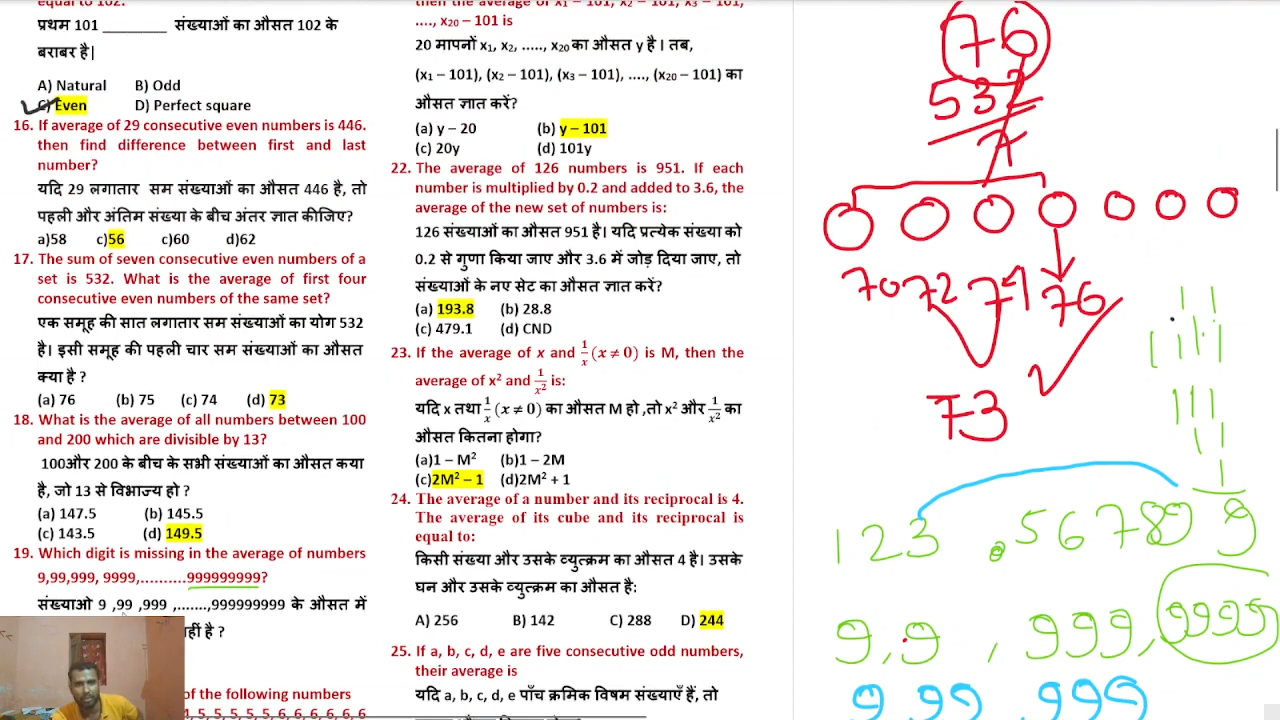 equal to 102.
प्रथम 101 ________ संख्याओं का औसत 102 के
बराबर है|
A) Natural B) Odd
C) Even D) Perfect square
16. If average of 29 consecutive even numbers is 446.
then find difference between first and last
number?
यदि 29 लगातार सम संख्याओं का औसत 446 है, तो
पहली और अंतिम संख्या के बीच अंतर ज्ञात कीजिए?
a)58 c)56 c)60 d)62
17. The sum of seven consecutive even numbers of a
set is 532. What is the average of first four
consecutive even numbers of the same set?
एक समूह की सात लगातार सम संख्याओं का योग 532
है। इसी समूह की पहली चार सम संख्याओं का औसत
क्या है ?
(a) 76 (b) 75 (c) 74 (d) 73
18. What is the average of all numbers between 100
and 200 which are divisible by 13?
100और 200 के बीच के सभी संख्याओं का औसत कया
है, जो 13 से विभाज्य हो ?
(a) 147.5 (b) 145.5
(c) 143.5 (d) 149.5
19. Which digit is missing in the average of numbers
9,99,999, 9999,..........999999999?
संख्याओ 9 ,99 ,999 ,.......,999999999 के औसत में
नहीं है ?
of the following numbers
4, 5, 5, 5, 5, 5, 6, 6, 6, 6, 6
then the average of x1 – 101, x2 – 101, x3 – 101,
...., x20 – 101 is
20 मापनों x1, x2, ....., x20 का औसत y है। तब,
(x1 – 101), (x2 – 101), (x3 – 101), ...., (x20 – 101) का
औसत ज्ञात करें?
(a) y – 20 (b) y – 101
(c) 20y (d) 101y
22. The average of 126 numbers is 951. If each
number is multiplied by 0.2 and added to 3.6, the
average of the new set of numbers is:
126 संख्याओं का औसत 951 है। यदि प्रत्येक संख्या को
0.2 से गुणा किया जाए और 3.6 में जोड़ दिया जाए, तो
संख्याओं के नए सेट का औसत ज्ञात करें?
(a) 193.8 (b) 28.8
(c) 479.1 (d) CND
23. If the average of x and 1/x (x ≠ 0) is M, then the
average of x² and 1/x² is:
यदि x तथा 1/x (x ≠ 0) का औसत M हो ,तो x² और 1/x² का
औसत कितना होगा?
(a)1 – M² (b)1 – 2M
(c)2M² – 1 (d)2M² + 1
24. The average of a number and its reciprocal is 4.
The average of its cube and its reciprocal is
equal to:
किसी संख्या और उसके व्युत्क्रम का औसत 4 है। उसके
घन और उसके व्युत्क्रम का औसत है:
A) 256 B) 142 C) 288 D) 244
25. If a, b, c, d, e are five consecutive odd numbers,
their average is
यदि a, b, c, d, e पाँच क्रमिक विषम संख्याएँ हैं, तो
76
532
7
70 72 74 76
73
123 .56789 9
9,9 , 999, 9999
9,99 , 999